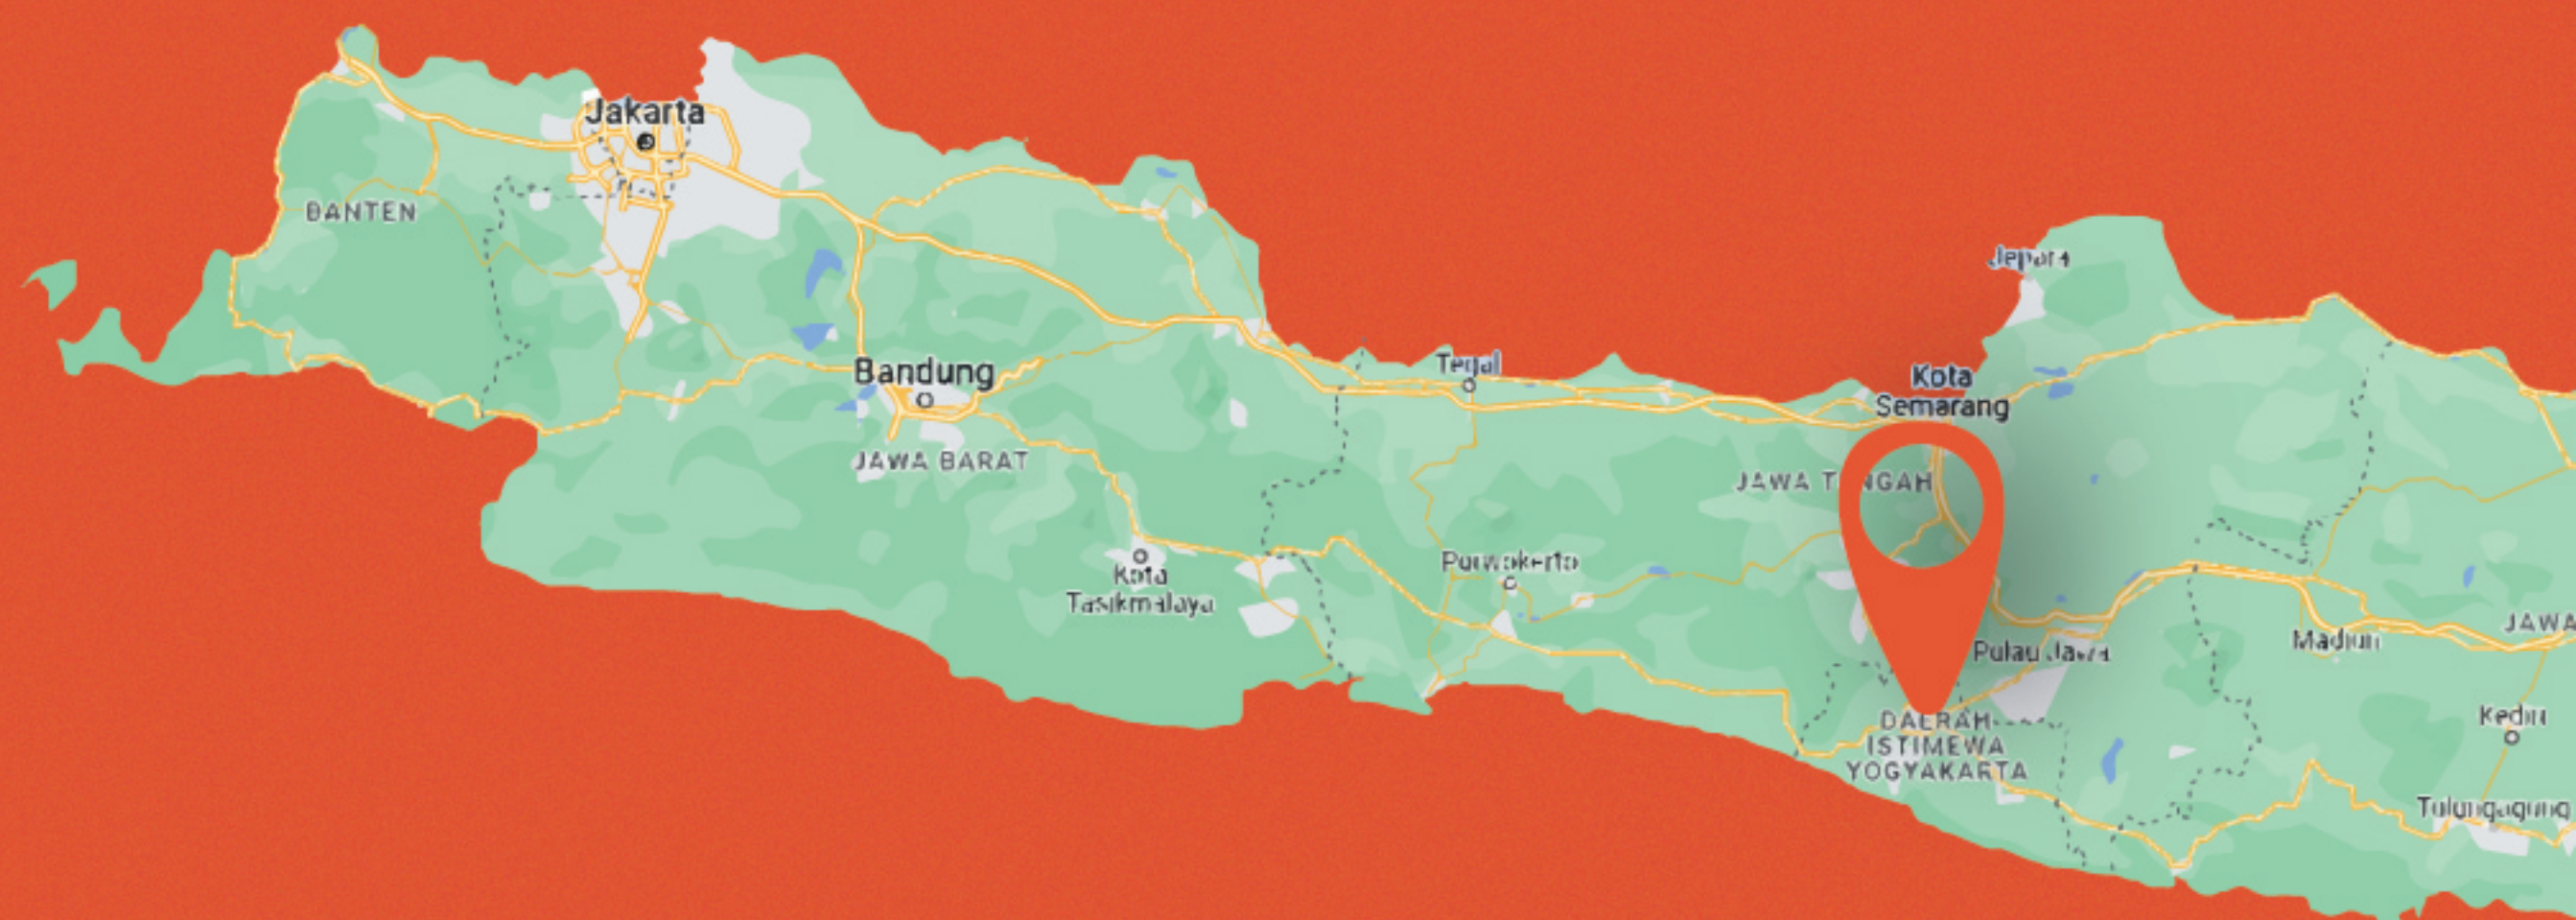 Jakarta
BANTEN
Jepara
Bandung
Tegal
Kota
Semarang
JAWA BARAT
JAWA T NGAH
Kota
Tasikmalaya
Purwokerto
Pulau Jawa
Madiun
JAWA
DAERAH
ISTIMEWA
YOGYAKARTA
Kediri
Tulungagung